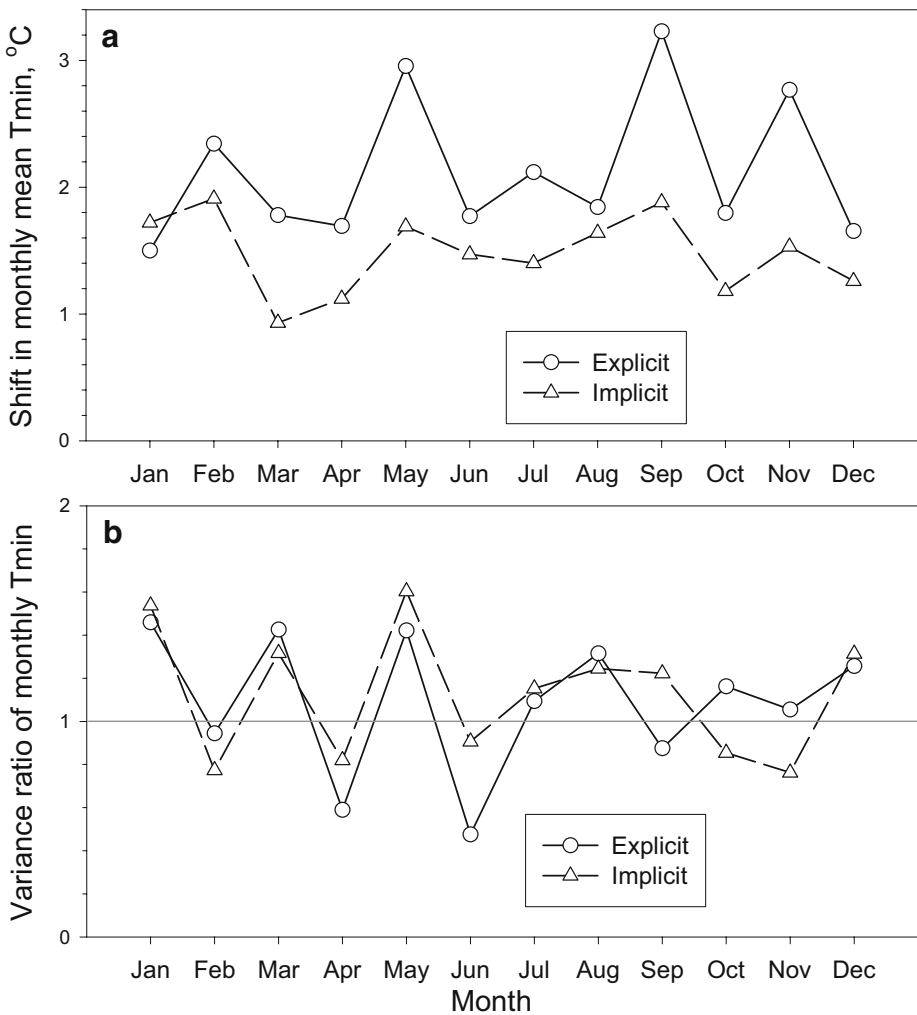 a
Shift in monthly mean Tmin, °C
3
2
1
0
Explicit
Implicit
Jan Feb Mar Apr May Jun Jul Aug Sep Oct Nov Dec
b
Variance ratio of monthly Tmin
2
1
0
Explicit
Implicit
Jan Feb Mar Apr May Jun Jul Aug Sep Oct Nov Dec
Month